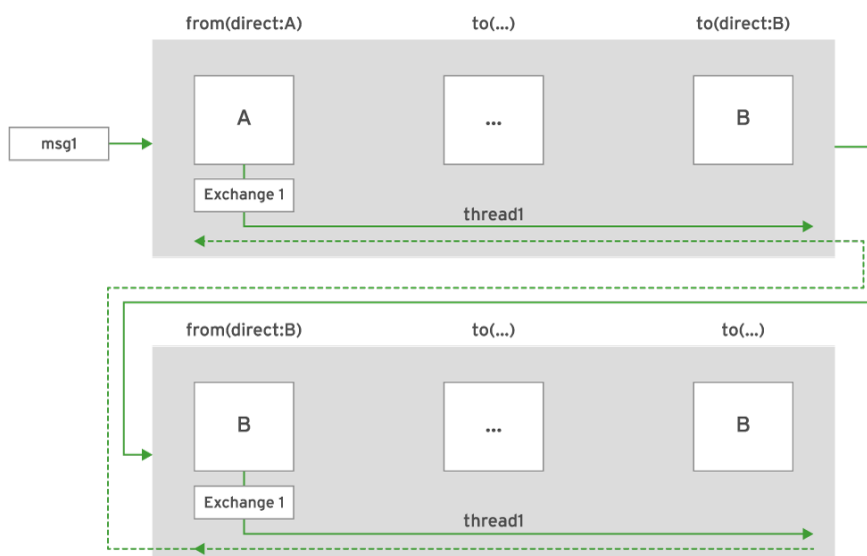 from(direct:A) to(...) to(direct:B)
A ... B
msg1
Exchange 1
thread1
from(direct:B) to(...) to(...)
B ... B
Exchange 1
thread1